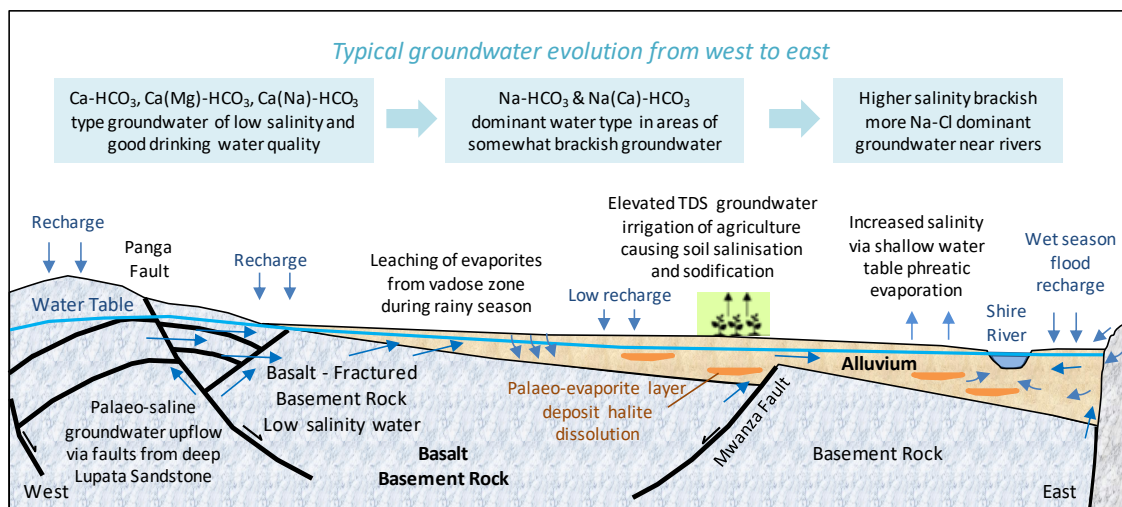 Typical groundwater evolution from west to east
Ca-HCO₃, Ca(Mg)-HCO₃, Ca(Na)-HCO₃
type groundwater of low salinity and
good drinking water quality
Na-HCO₃ & Na(Ca)-HCO₃
dominant water type in areas of
somewhat brackish groundwater
Higher salinity brackish
more Na-Cl dominant
groundwater near rivers
Recharge
Panga
Fault
Water Table
Recharge
Leaching of evaporites
from vadose zone
during rainy season
Elevated TDS groundwater
irrigation of agriculture
causing soil salinisation
and sodification
Low recharge
Increased salinity
via shallow water
table phreatic
evaporation
Shire
River
Wet season
flood
recharge
Palaeo-saline
groundwater upflow
via faults from deep
Lupata Sandstone
Basalt - Fractured
Basement Rock
Low salinity water
Basalt
Basement Rock
Palaeo-evaporite layer
deposit halite
dissolution
Mwanza Fault
Alluvium
Basement Rock
West
East